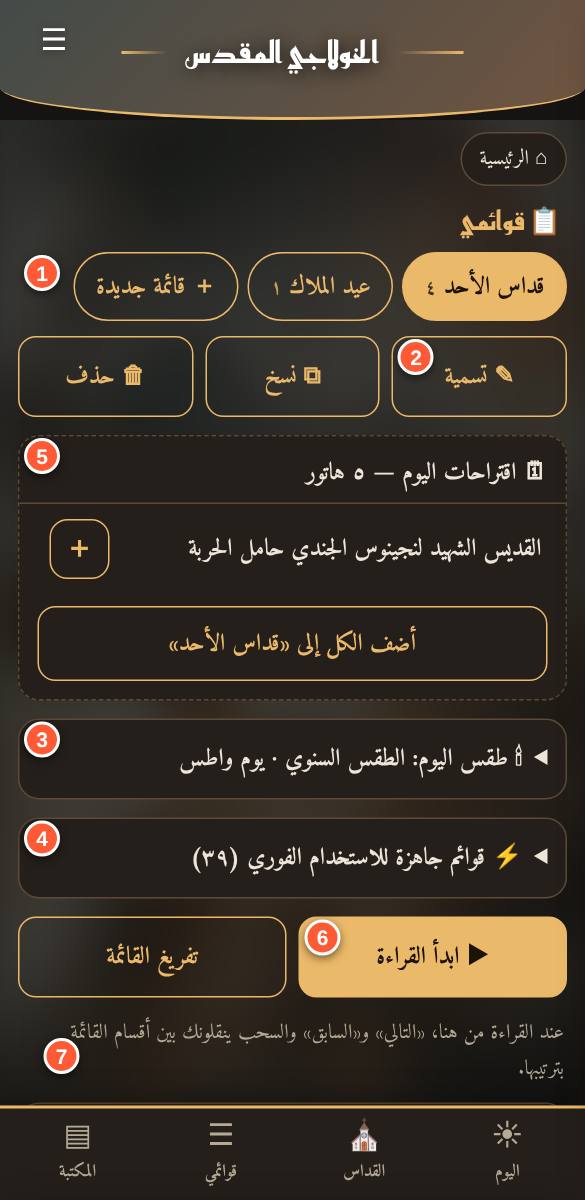 ☰ الخولاجي المقدس
⌂ الرئيسية
📋 قوائمي
قداس الأحد ٤
عيد الملاك ١
+ قائمة جديدة
1
✎ تسمية
2
⧉ نسخ
🗑 حذف
5
🗓 اقتراحات اليوم — ٥ هاتور
القديس الشهيد لنجينوس الجندي حامل الحربة
+
أضف الكل إلى «قداس الأحد»
3
◀ 🕯 طقس اليوم: الطقس السنوي · يوم واطس
4
◀ ⚡ قوائم جاهزة للاستخدام الفوري (٣٩)
▶ ابدأ القراءة
6
تفريغ القائمة
عند القراءة من هنا، «التالي» و«السابق» والسحب ينقلونك بين أقسام القائمة
بترتيبها.
7
اليوم
القداس
قوائمي
المكتبة